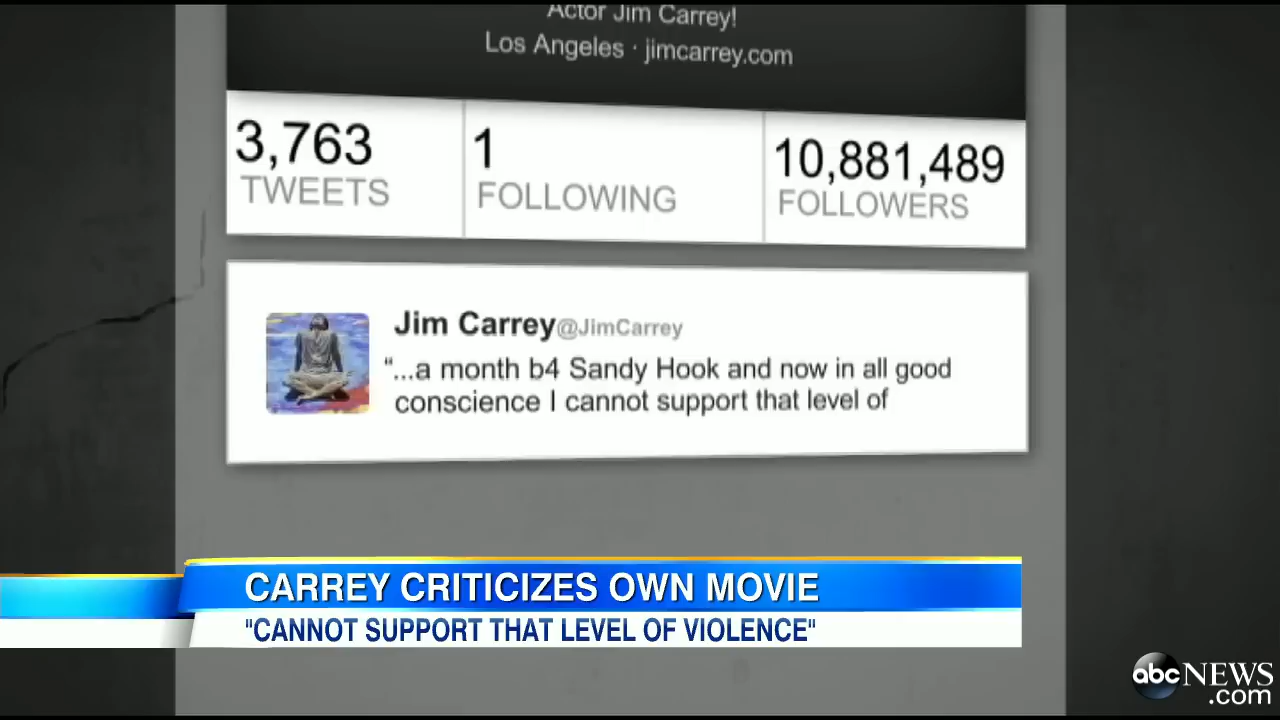 Actor Jim Carrey!
Los Angeles · jimcarrey.com
3,763
TWEETS
1
FOLLOWING
10,881,489
FOLLOWERS
Jim Carrey@JimCarrey
"...a month b4 Sandy Hook and now in all good
conscience I cannot support that level of
CARREY CRITICIZES OWN MOVIE
"CANNOT SUPPORT THAT LEVEL OF VIOLENCE"
abc NEWS
.com